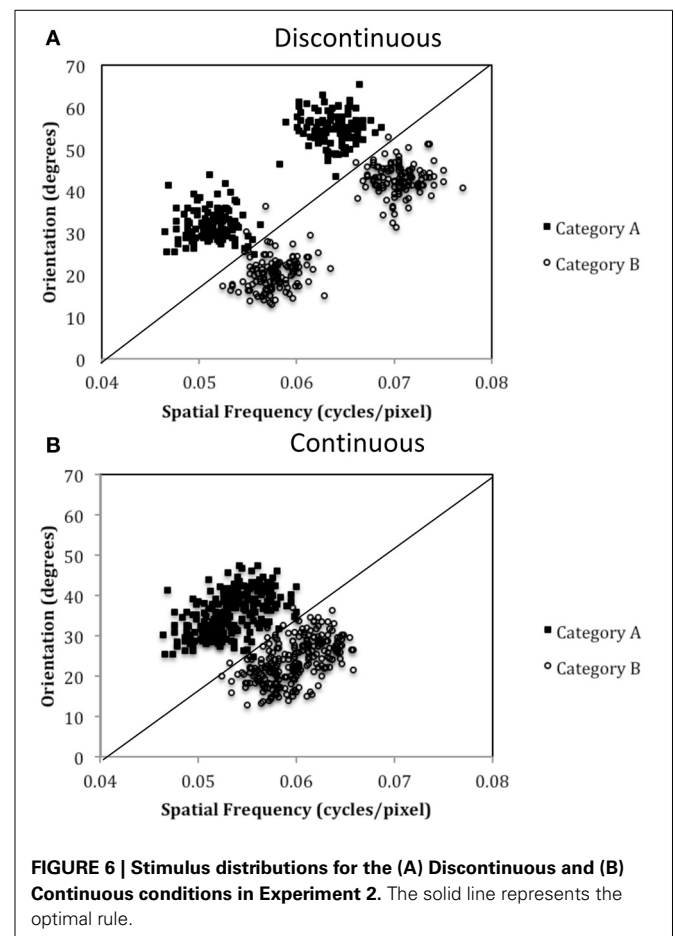 A
Discontinuous
70
60
50
40
30
20
10
0
Orientation (degrees)
0.04 0.05 0.06 0.07 0.08
Spatial Frequency (cycles/pixel)
Category A
Category B
B
Continuous
70
60
50
40
30
20
10
0
Orientation (degrees)
0.04 0.05 0.06 0.07 0.08
Spatial Frequency (cycles/pixel)
Category A
Category B
FIGURE 6 | Stimulus distributions for the (A) Discontinuous and (B)
Continuous conditions in Experiment 2. The solid line represents the
optimal rule.